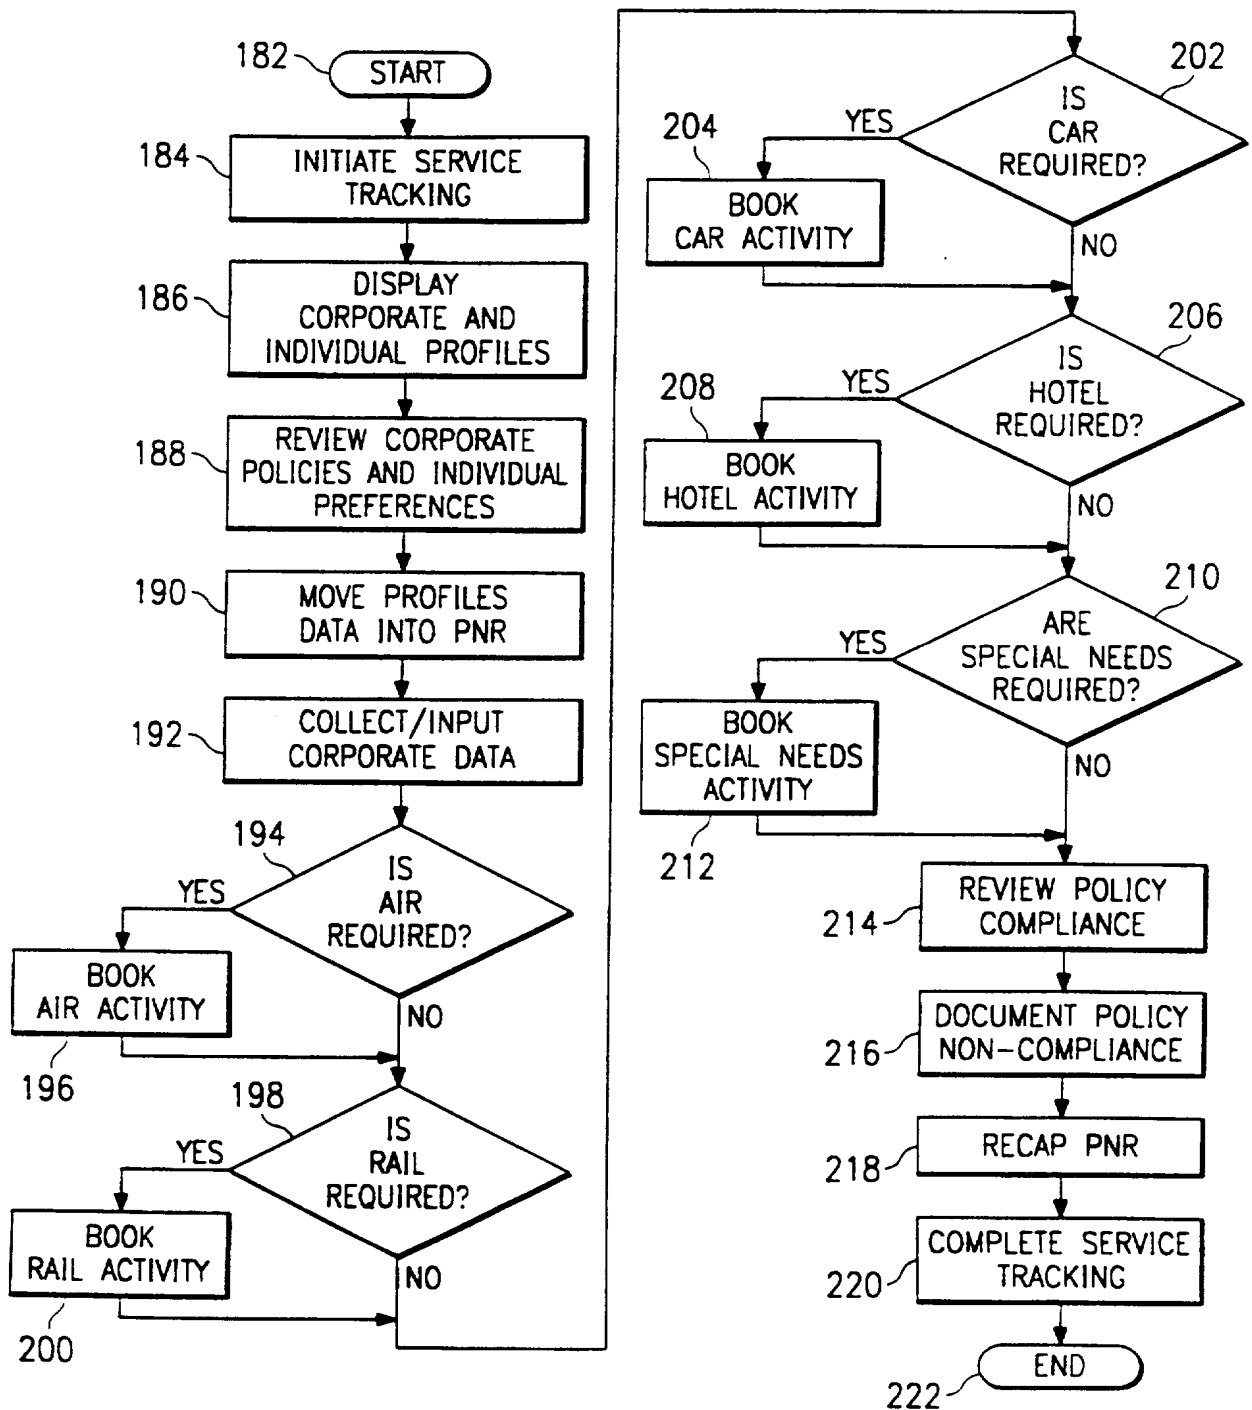 182
START
184
INITIATE SERVICE
TRACKING
186
DISPLAY
CORPORATE AND
INDIVIDUAL PROFILES
188
REVIEW CORPORATE
POLICIES AND INDIVIDUAL
PREFERENCES
190
MOVE PROFILES
DATA INTO PNR
192
COLLECT/INPUT
CORPORATE DATA
194
IS
AIR
REQUIRED?
YES
BOOK
AIR ACTIVITY
196
NO
198
IS
RAIL
REQUIRED?
YES
BOOK
RAIL ACTIVITY
200
NO
202
IS
CAR
REQUIRED?
YES
204
BOOK
CAR ACTIVITY
NO
206
IS
HOTEL
REQUIRED?
YES
208
BOOK
HOTEL ACTIVITY
NO
210
ARE
SPECIAL NEEDS
REQUIRED?
YES
BOOK
SPECIAL NEEDS
ACTIVITY
212
NO
214
REVIEW POLICY
COMPLIANCE
216
DOCUMENT POLICY
NON-COMPLIANCE
218
RECAP PNR
220
COMPLETE SERVICE
TRACKING
222
END